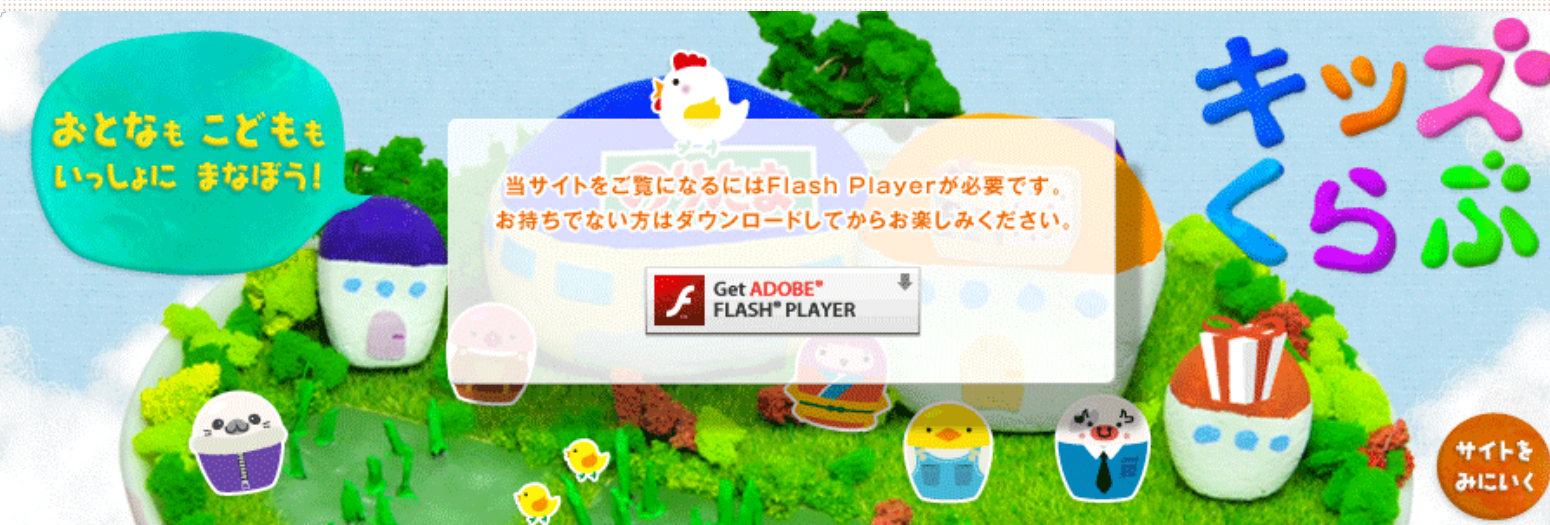 おとなも こどもも
いっしょに まなぼう!
キッズ
くらぶ
のりたま
当サイトをご覧になるにはFlash Playerが必要です。
お持ちでない方はダウンロードしてからお楽しみください。
Get ADOBE®
FLASH® PLAYER
サイトを
みにいく